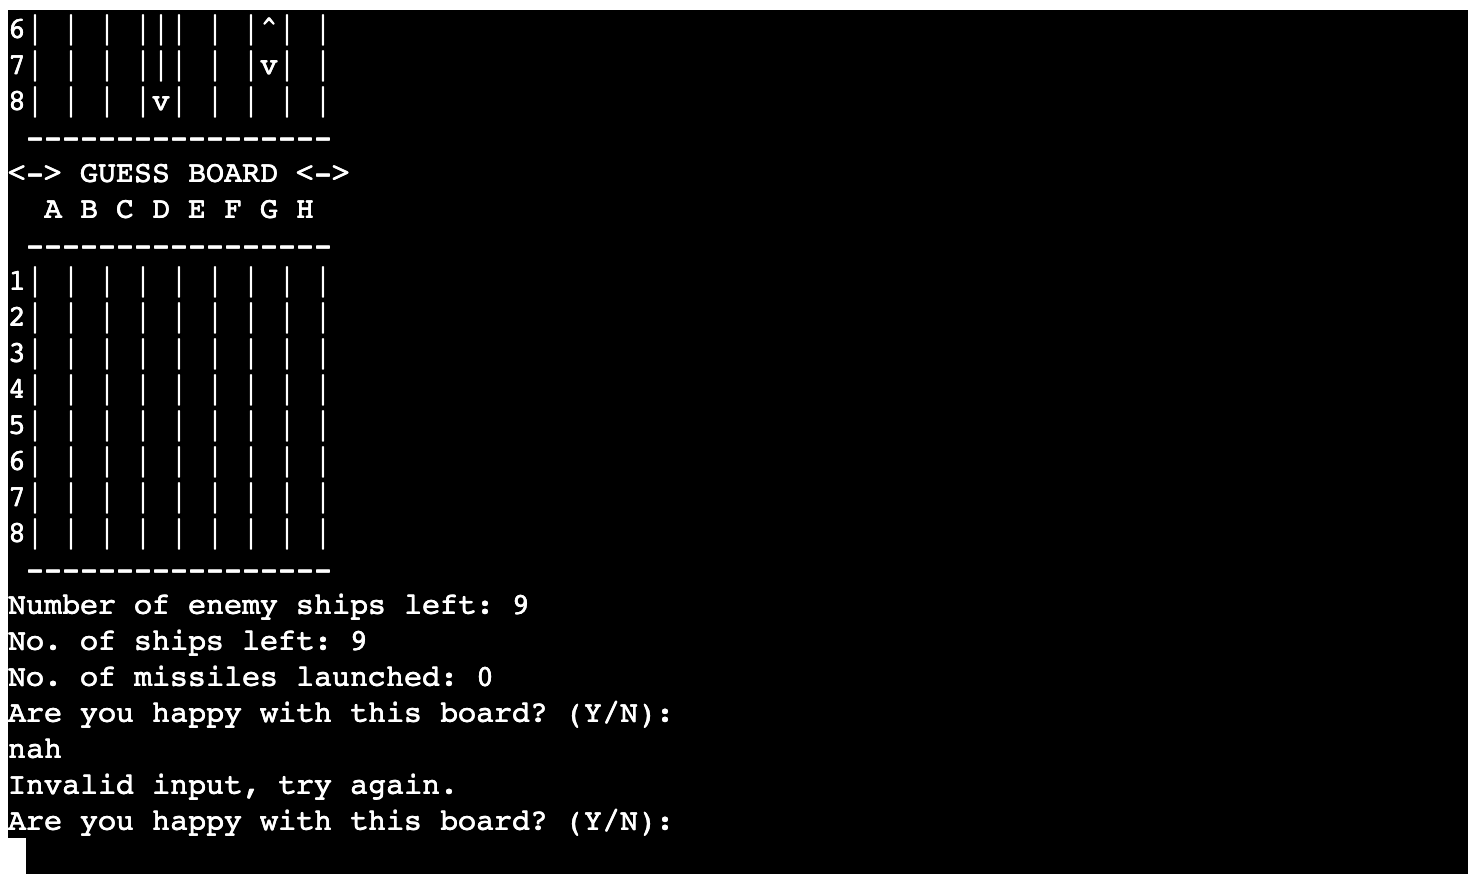 6| | | ||| | |^| |
7| | | ||| | |v| |
8| | | |v| | | | |
 -----------------
<-> GUESS BOARD <->
  A B C D E F G H
 -----------------
1| | | | | | | | |
2| | | | | | | | |
3| | | | | | | | |
4| | | | | | | | |
5| | | | | | | | |
6| | | | | | | | |
7| | | | | | | | |
8| | | | | | | | |
 -----------------
Number of enemy ships left: 9
No. of ships left: 9
No. of missiles launched: 0
Are you happy with this board? (Y/N):
nah
Invalid input, try again.
Are you happy with this board? (Y/N):